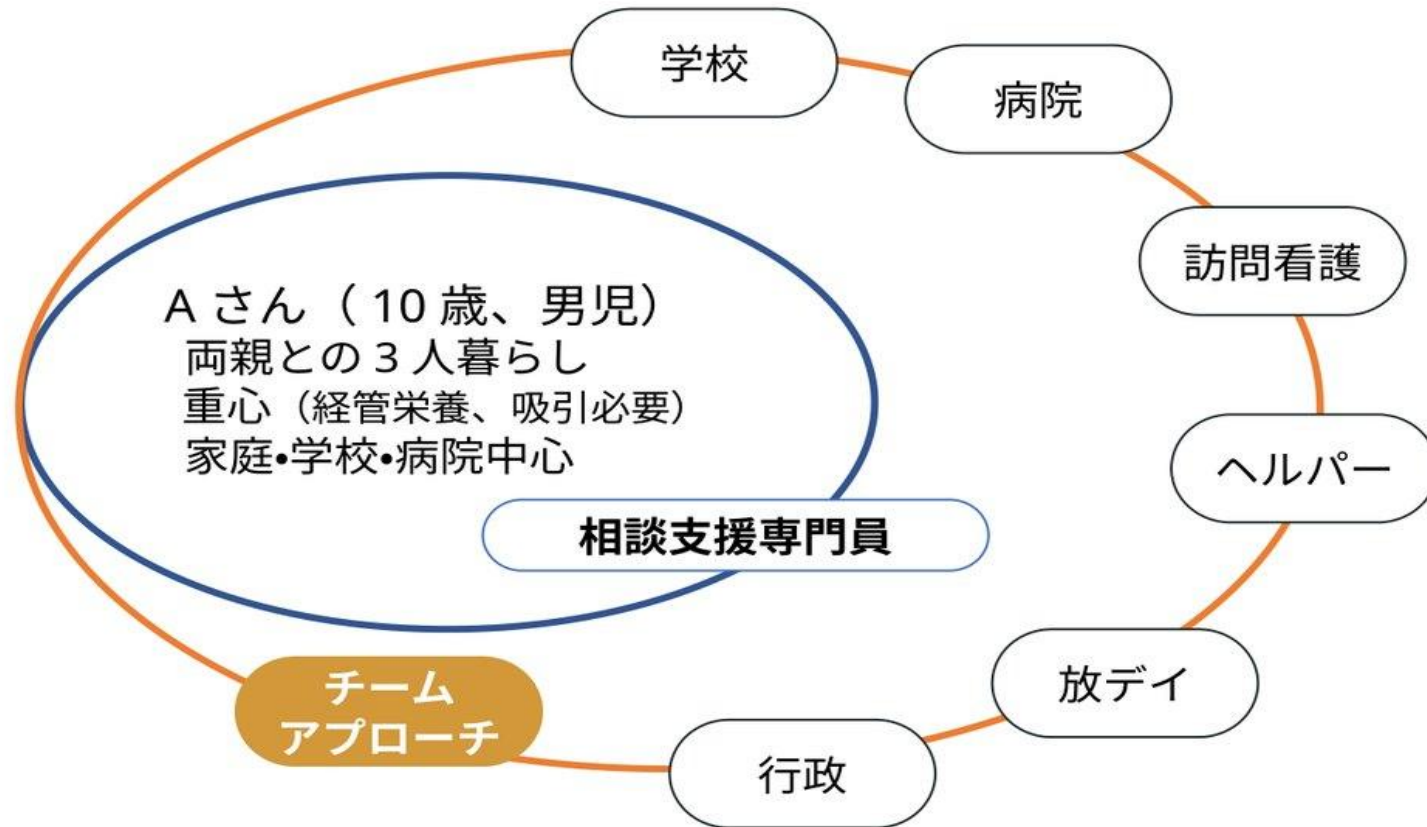 学校
病院
訪問看護
A さん（ 10 歳、男児）
両親との 3 人暮らし
重心（経管栄養、吸引必要）
家庭•学校•病院中心
ヘルパー
相談支援専門員
放デイ
チーム
アプローチ
行政